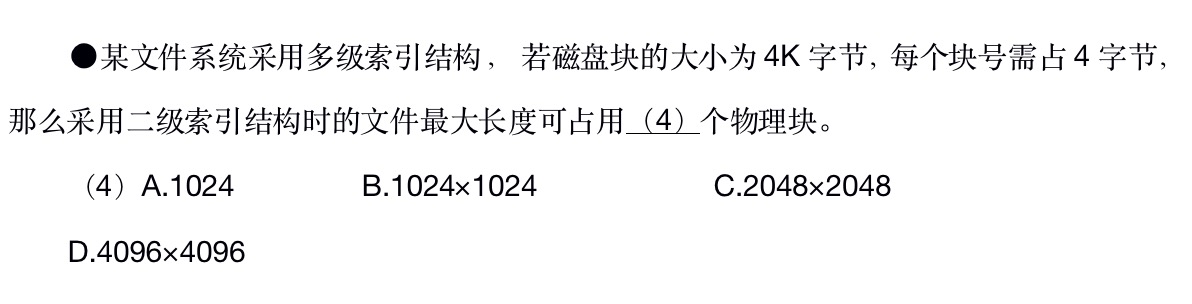 ●某文件系统采用多级索引结构， 若磁盘块的大小为 4K 字节, 每个块号需占 4 字节,
那么采用二级索引结构时的文件最大长度可占用（4）个物理块。
（4）A.1024 B.1024×1024 C.2048×2048
D.4096×4096